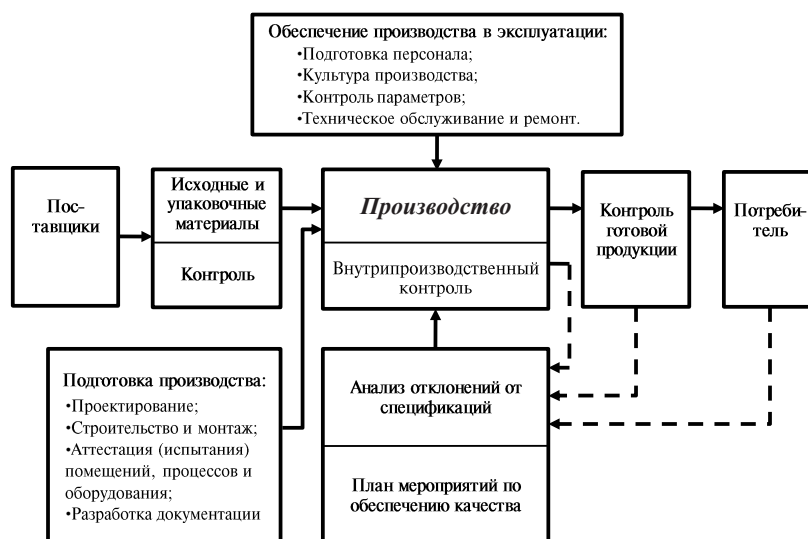 Обеспечение производства в эксплуатации:
•Подготовка персонала;
•Культура производства;
•Контроль параметров;
•Техническое обслуживание и ремонт.
Пос-
тавщики
Исходные и
упаковочные
материалы
Контроль
Производство
Внутрипроизводственный
контроль
Контроль
готовой
продукции
Потреби-
тель
Подготовка производства:
•Проектирование;
•Строительство и монтаж;
•Аттестация (испытания)
помещений, процессов и
оборудования;
•Разработка документации
Анализ отклонений от
спецификаций
План мероприятий по
обеспечению качества